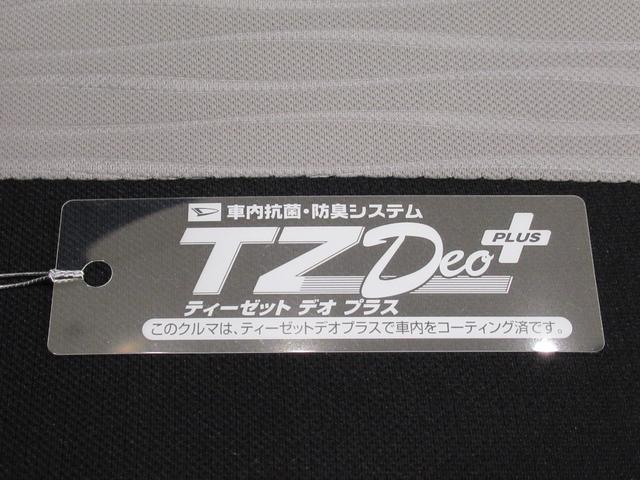 車内抗菌・防臭システム
TZ Deo PLUS
ティーゼット デオ プラス
このクルマは、ティーゼットデオプラスで車内をコーティング済です。